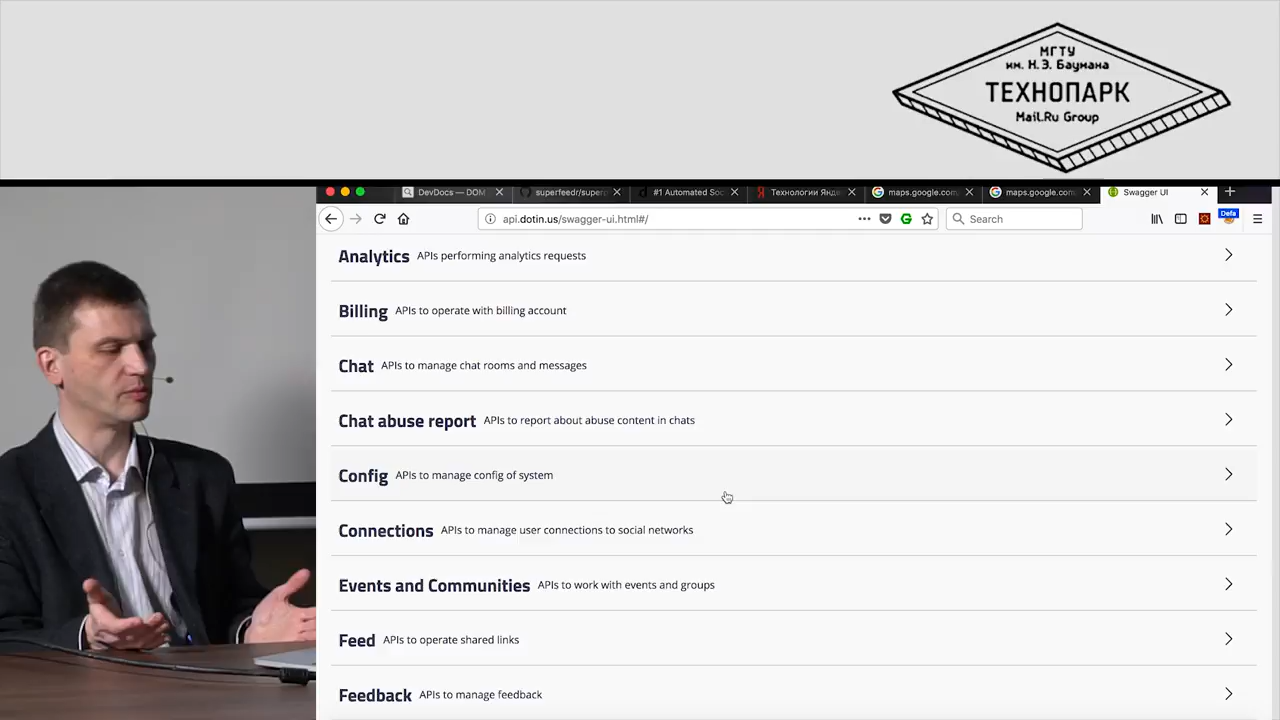 МГТУ
им. Н.Э. Баумана
ТЕХНОПАРК
Mail.Ru Group
DevDocs — DOM
superfeedr/super
#1 Automated Soc
Технологии Янд
maps.google.com
maps.google.com
Swagger UI
api.dotin.us/swagger-ui.html#/
Search
Defa
Analytics APIs performing analytics requests
Billing APIs to operate with billing account
Chat APIs to manage chat rooms and messages
Chat abuse report APIs to report about abuse content in chats
Config APIs to manage config of system
Connections APIs to manage user connections to social networks
Events and Communities APIs to work with events and groups
Feed APIs to operate shared links
Feedback APIs to manage feedback